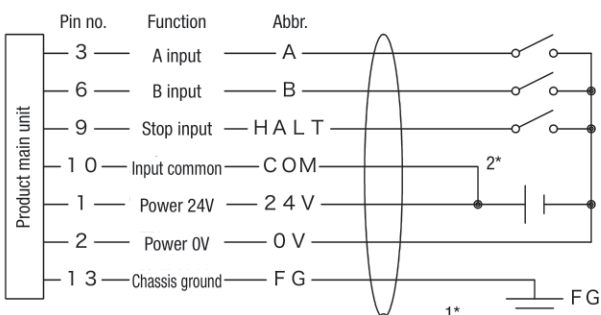 Pin no. Function Abbr.
Product main unit
3 A input A
6 B input B
9 Stop input HALT
10 Input common COM 2*
1 Power 24V 24V
2 Power 0V 0V
13 Chassis ground FG FG
1*